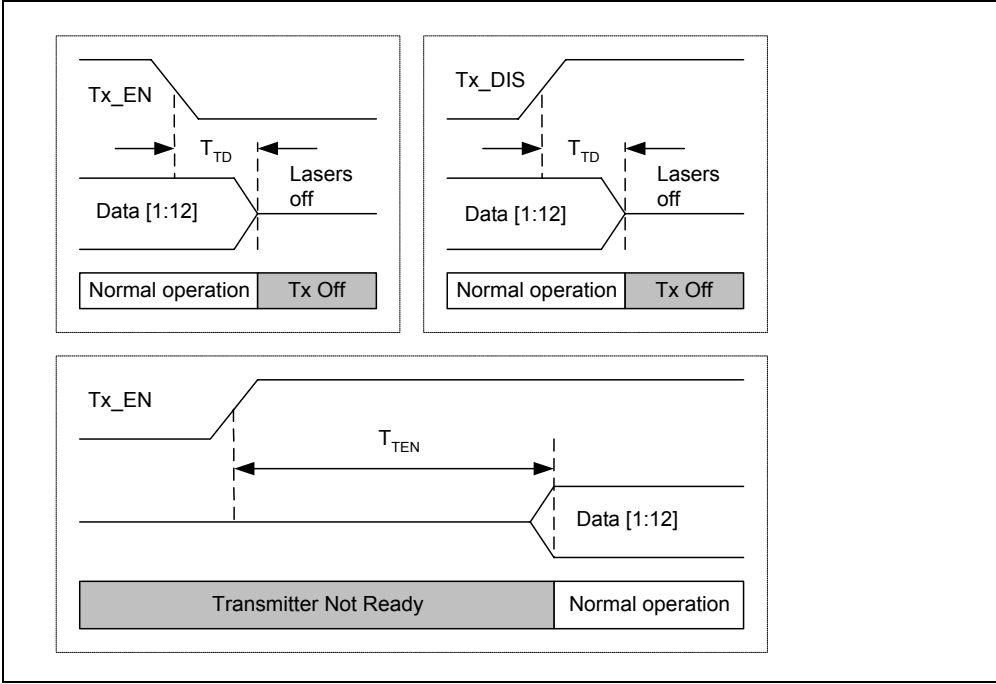 Tx_EN
T_TD
Lasers
off
Data [1:12]
Normal operation
Tx Off
Tx_DIS
T_TD
Lasers
off
Data [1:12]
Normal operation
Tx Off
Tx_EN
T_TEN
Data [1:12]
Transmitter Not Ready
Normal operation